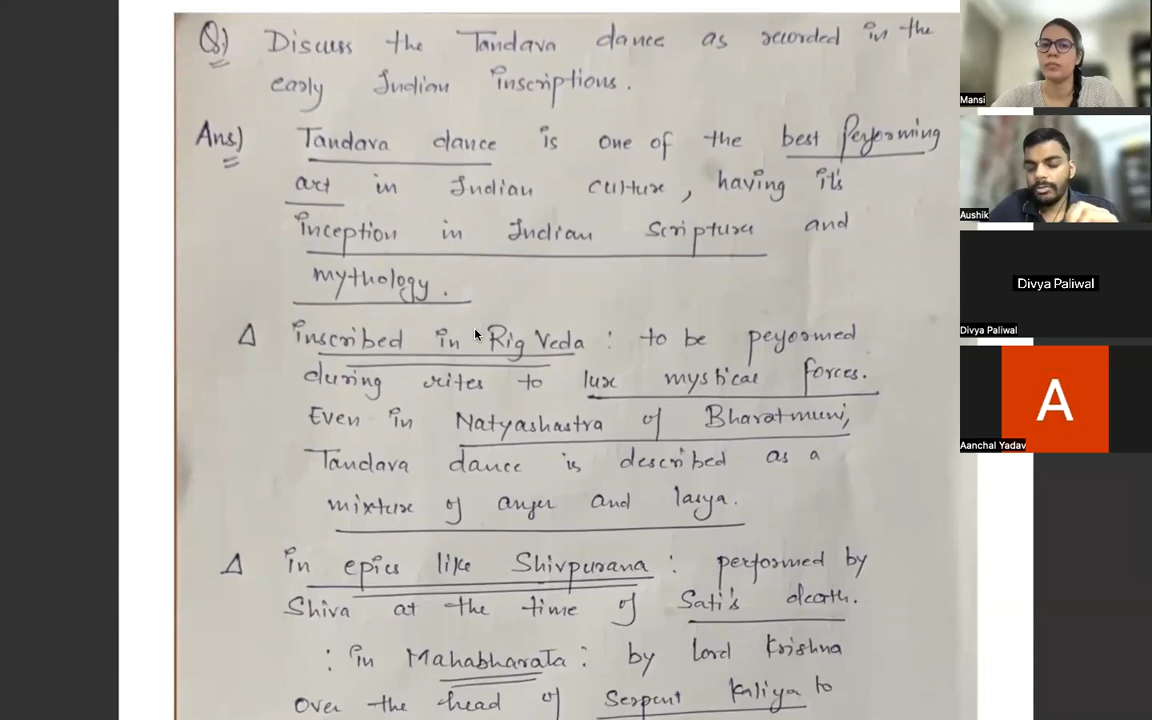 Q) Discuss the Tandava dance as recorded in the
early Indian inscriptions.
Ans) Tandava dance is one of the best performing
art in Indian culture, having it's
inception in Indian scripture and
mythology.
Δ inscribed in Rig Veda : to be performed
during rites to lure mystical forces.
Even in Natyashastra of Bharatmuni,
Tandava dance is described as a
mixture of anger and lasya.
Δ in epics like Shivpurana : performed by
Shiva at the time of Sati's death.
: in Mahabharata : by lord Krishna
over the head of Serpent Kaliya to
Mansi
Aushik
Divya Paliwal
Divya Paliwal
A
Aanchal Yadav